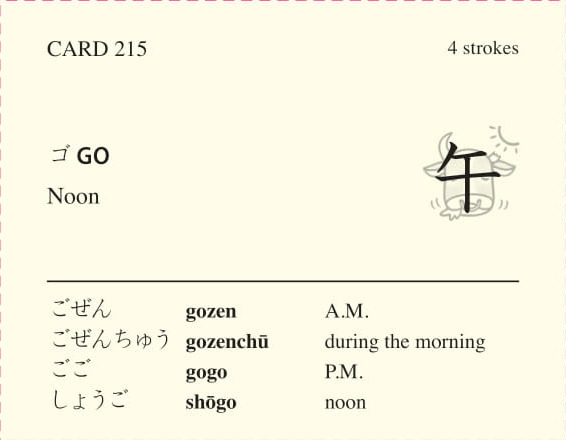 CARD 215 4 strokes
ゴ GO
午
Noon
ごぜん gozen A.M.
ごぜんちゅう gozenchū during the morning
ごご gogo P.M.
しょうご shōgo noon